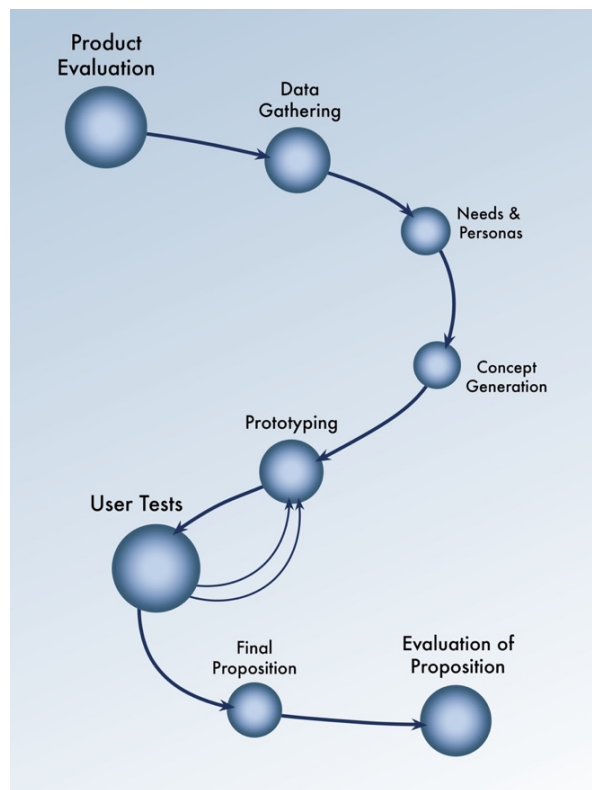 Product
Evaluation
Data
Gathering
Needs &
Personas
Concept
Generation
Prototyping
User Tests
Final
Proposition
Evaluation of
Proposition